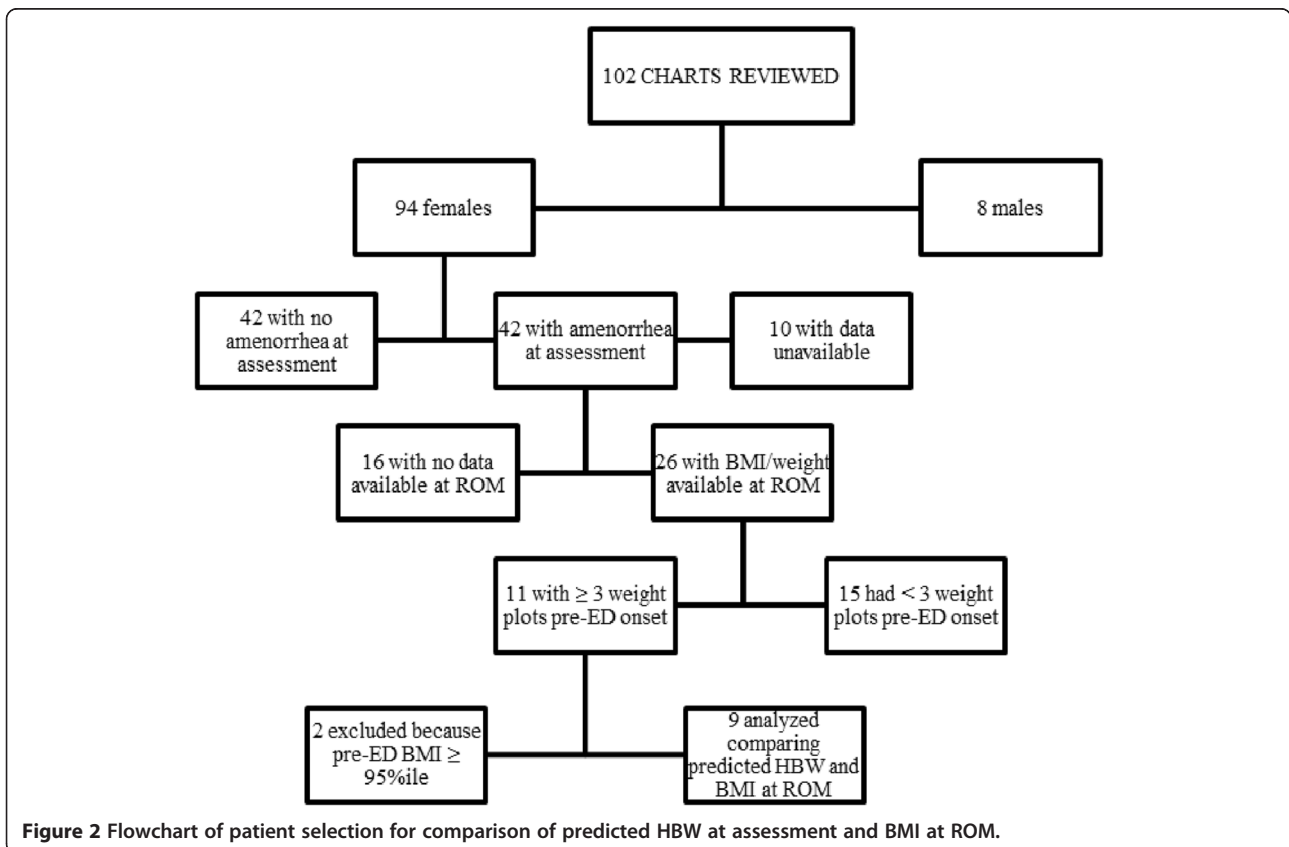 102 CHARTS REVIEWED
94 females
8 males
42 with no
amenorrhea at
assessment
42 with amenorrhea
at assessment
10 with data
unavailable
16 with no data
available at ROM
26 with BMI/weight
available at ROM
11 with ≥ 3 weight
plots pre-ED onset
15 had < 3 weight
plots pre-ED onset
2 excluded because
pre-ED BMI ≥
95%ile
9 analyzed
comparing
predicted HBW and
BMI at ROM
Figure 2 Flowchart of patient selection for comparison of predicted HBW at assessment and BMI at ROM.